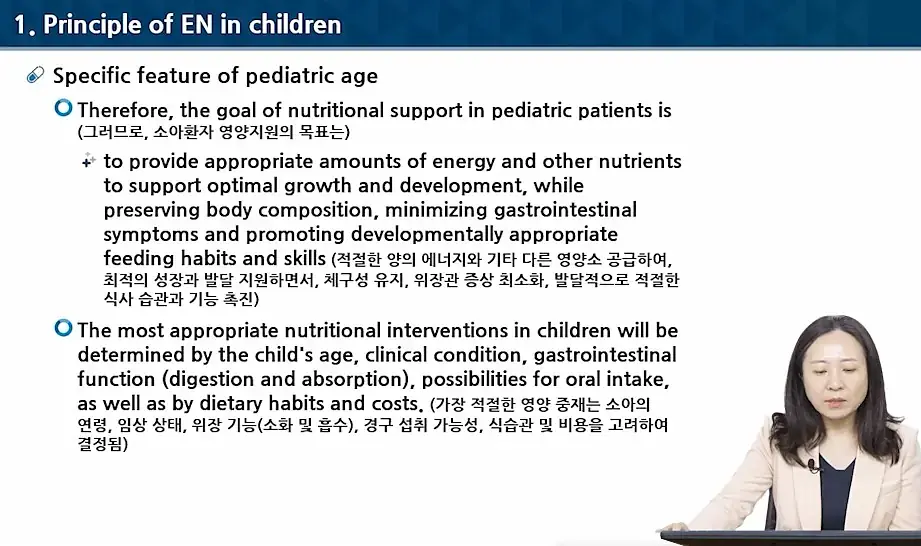 1. Principle of EN in children
Specific feature of pediatric age
Therefore, the goal of nutritional support in pediatric patients is
(그러므로, 소아환자 영양지원의 목표는)
to provide appropriate amounts of energy and other nutrients
to support optimal growth and development, while
preserving body composition, minimizing gastrointestinal
symptoms and promoting developmentally appropriate
feeding habits and skills (적절한 양의 에너지와 기타 다른 영양소 공급하여,
최적의 성장과 발달 지원하면서, 체구성 유지, 위장관 증상 최소화, 발달적으로 적절한
식사 습관과 기능 촉진)
The most appropriate nutritional interventions in children will be
determined by the child's age, clinical condition, gastrointestinal
function (digestion and absorption), possibilities for oral intake,
as well as by dietary habits and costs. (가장 적절한 영양 중재는 소아의
연령, 임상 상태, 위장 기능(소화 및 흡수), 경구 섭취 가능성, 식습관 및 비용을 고려하여
결정됨)